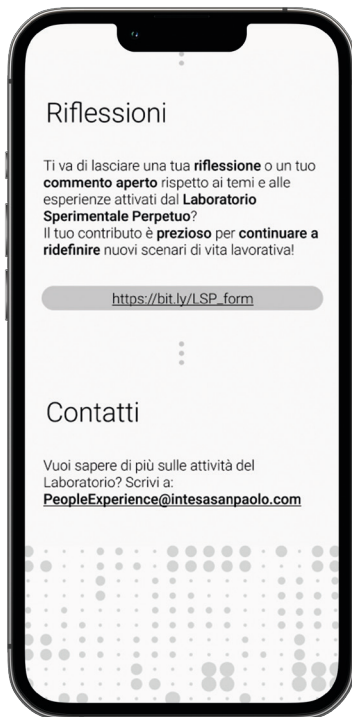 Riflessioni
Ti va di lasciare una tua riflessione o un tuo
commento aperto rispetto ai temi e alle
esperienze attivati dal Laboratorio
Sperimentale Perpetuo?
Il tuo contributo è prezioso per continuare a
ridefinire nuovi scenari di vita lavorativa!
https://bit.ly/LSP_form
Contatti
Vuoi sapere di più sulle attività del
Laboratorio? Scrivi a:
PeopleExperience@intesasanpaolo.com